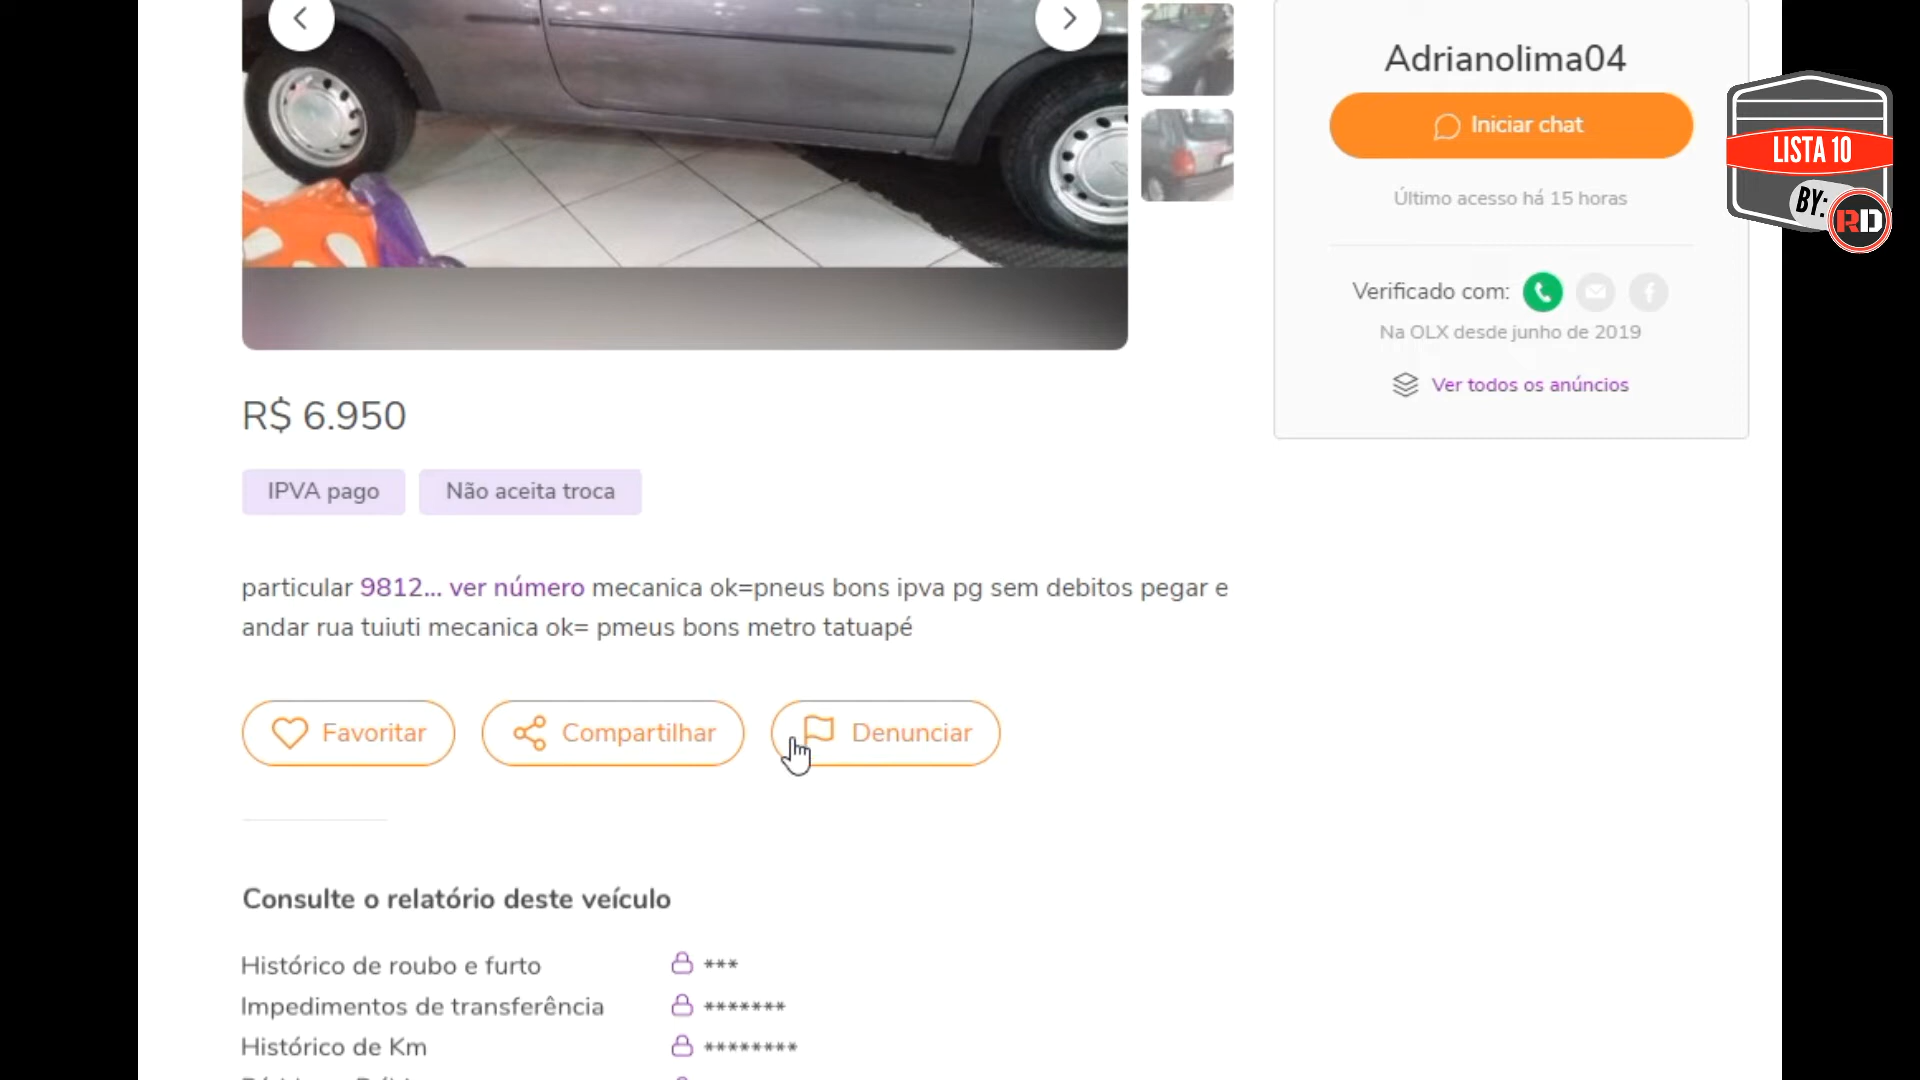 Adrianolima04
Iniciar chat
Último acesso há 15 horas
Verificado com:
Na OLX desde junho de 2019
Ver todos os anúncios
LISTA 10
BY: RD
R$ 6.950
IPVA pago
Não aceita troca
particular 9812... ver número mecanica ok=pneus bons ipva pg sem debitos pegar e
andar rua tuiuti mecanica ok= pmeus bons metro tatuapé
Favoritar
Compartilhar
Denunciar
Consulte o relatório deste veículo
Histórico de roubo e furto ***
Impedimentos de transferência *******
Histórico de Km ********